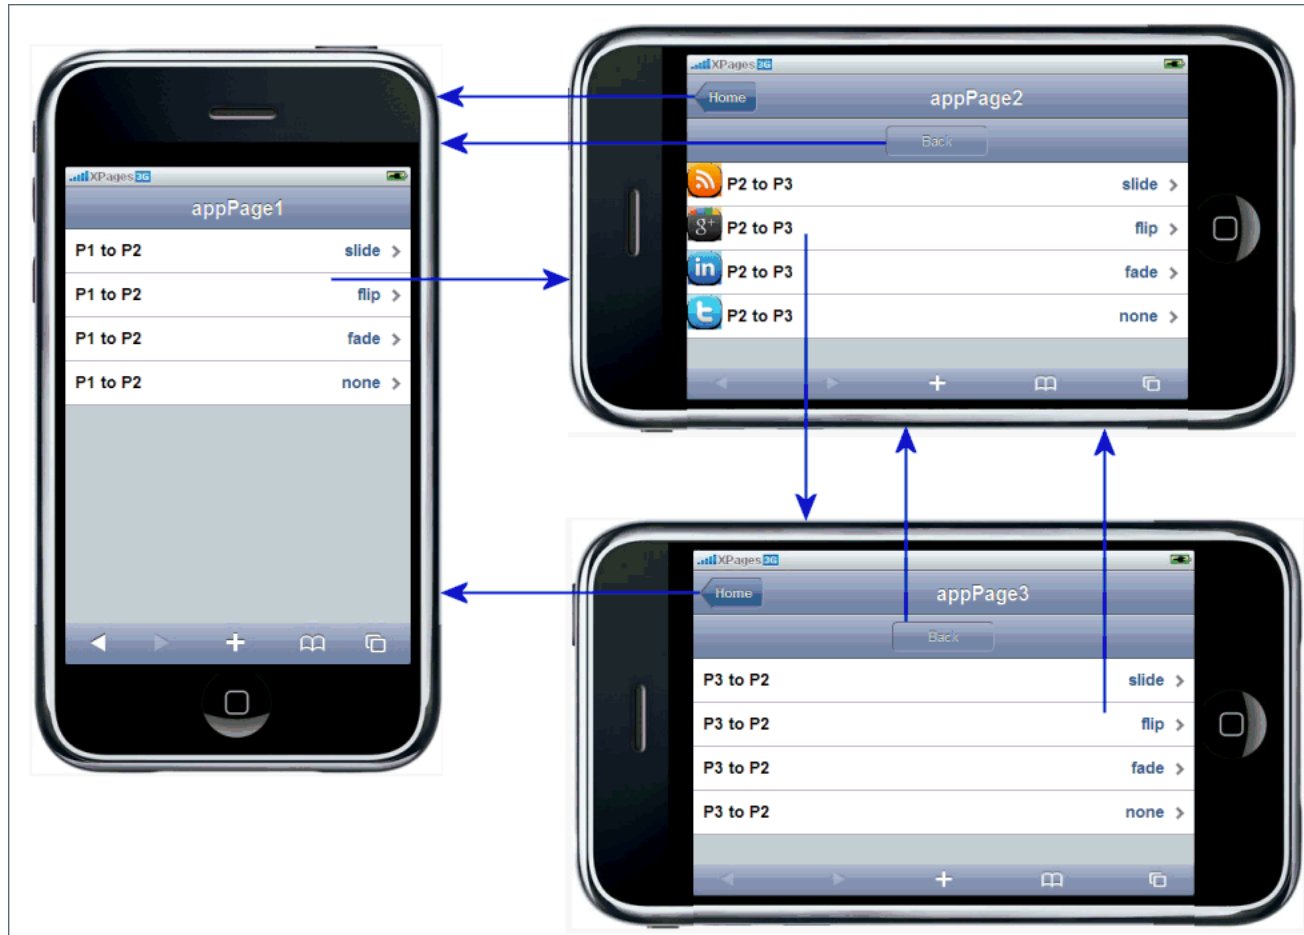 XPages 3G
appPage1
P1 to P2 slide
P1 to P2 flip
P1 to P2 fade
P1 to P2 none
XPages 3G
Home appPage2
Back
P2 to P3 slide
g+ P2 to P3 flip
in P2 to P3 fade
t P2 to P3 none
XPages 3G
Home appPage3
Back
P3 to P2 slide
P3 to P2 flip
P3 to P2 fade
P3 to P2 none